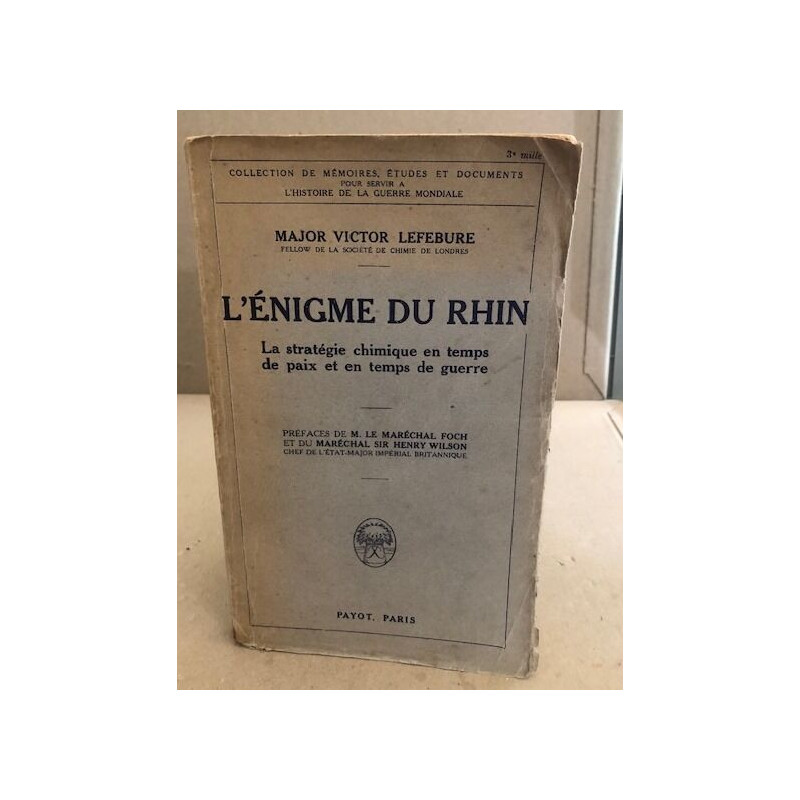 3e mille
COLLECTION DE MÉMOIRES, ÉTUDES ET DOCUMENTS
POUR SERVIR A
L'HISTOIRE DE LA GUERRE MONDIALE
MAJOR VICTOR LEFEBURE
FELLOW DE LA SOCIÉTÉ DE CHIMIE DE LONDRES
L'ÉNIGME DU RHIN
La stratégie chimique en temps
de paix et en temps de guerre
PRÉFACES DE M. LE MARÉCHAL FOCH
ET DU MARÉCHAL SIR HENRY WILSON
CHEF DE L'ÉTAT-MAJOR IMPÉRIAL BRITANNIQUE
PAYOT, PARIS